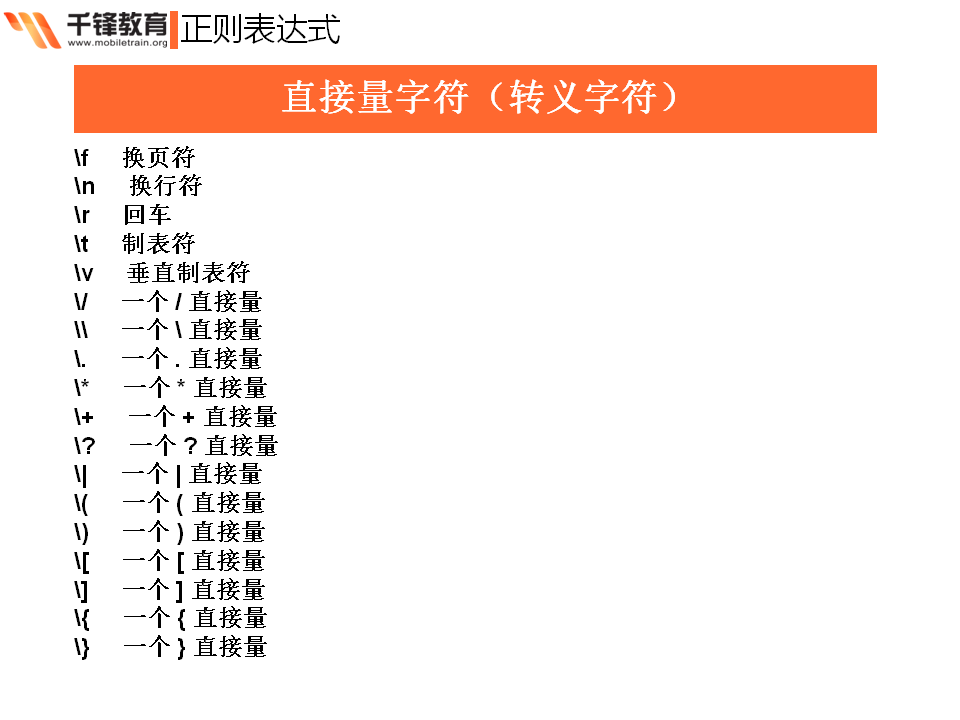 千锋教育
www.mobiletrain.org
正则表达式
直接量字符（转义字符）
\f 换页符
\n 换行符
\r 回车
\t 制表符
\v 垂直制表符
\/ 一个 / 直接量
\\ 一个 \ 直接量
\. 一个 . 直接量
\* 一个 * 直接量
\+ 一个 + 直接量
\? 一个 ? 直接量
\| 一个 | 直接量
\( 一个 ( 直接量
\) 一个 ) 直接量
\[ 一个 [ 直接量
\] 一个 ] 直接量
\{ 一个 { 直接量
\} 一个 } 直接量